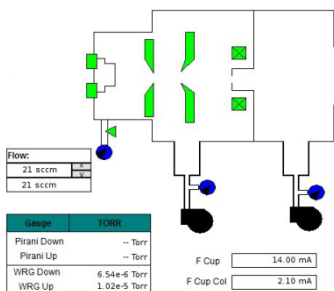 Flow:
21 sccm
21 sccm
Gauge TORR
Pirani Down -- Torr
Pirani Up -- Torr
WRG Down 6.54e-6 Torr
WRG Up 1.02e-5 Torr
F Cup 14.00 mA
F Cup Col 2.10 mA